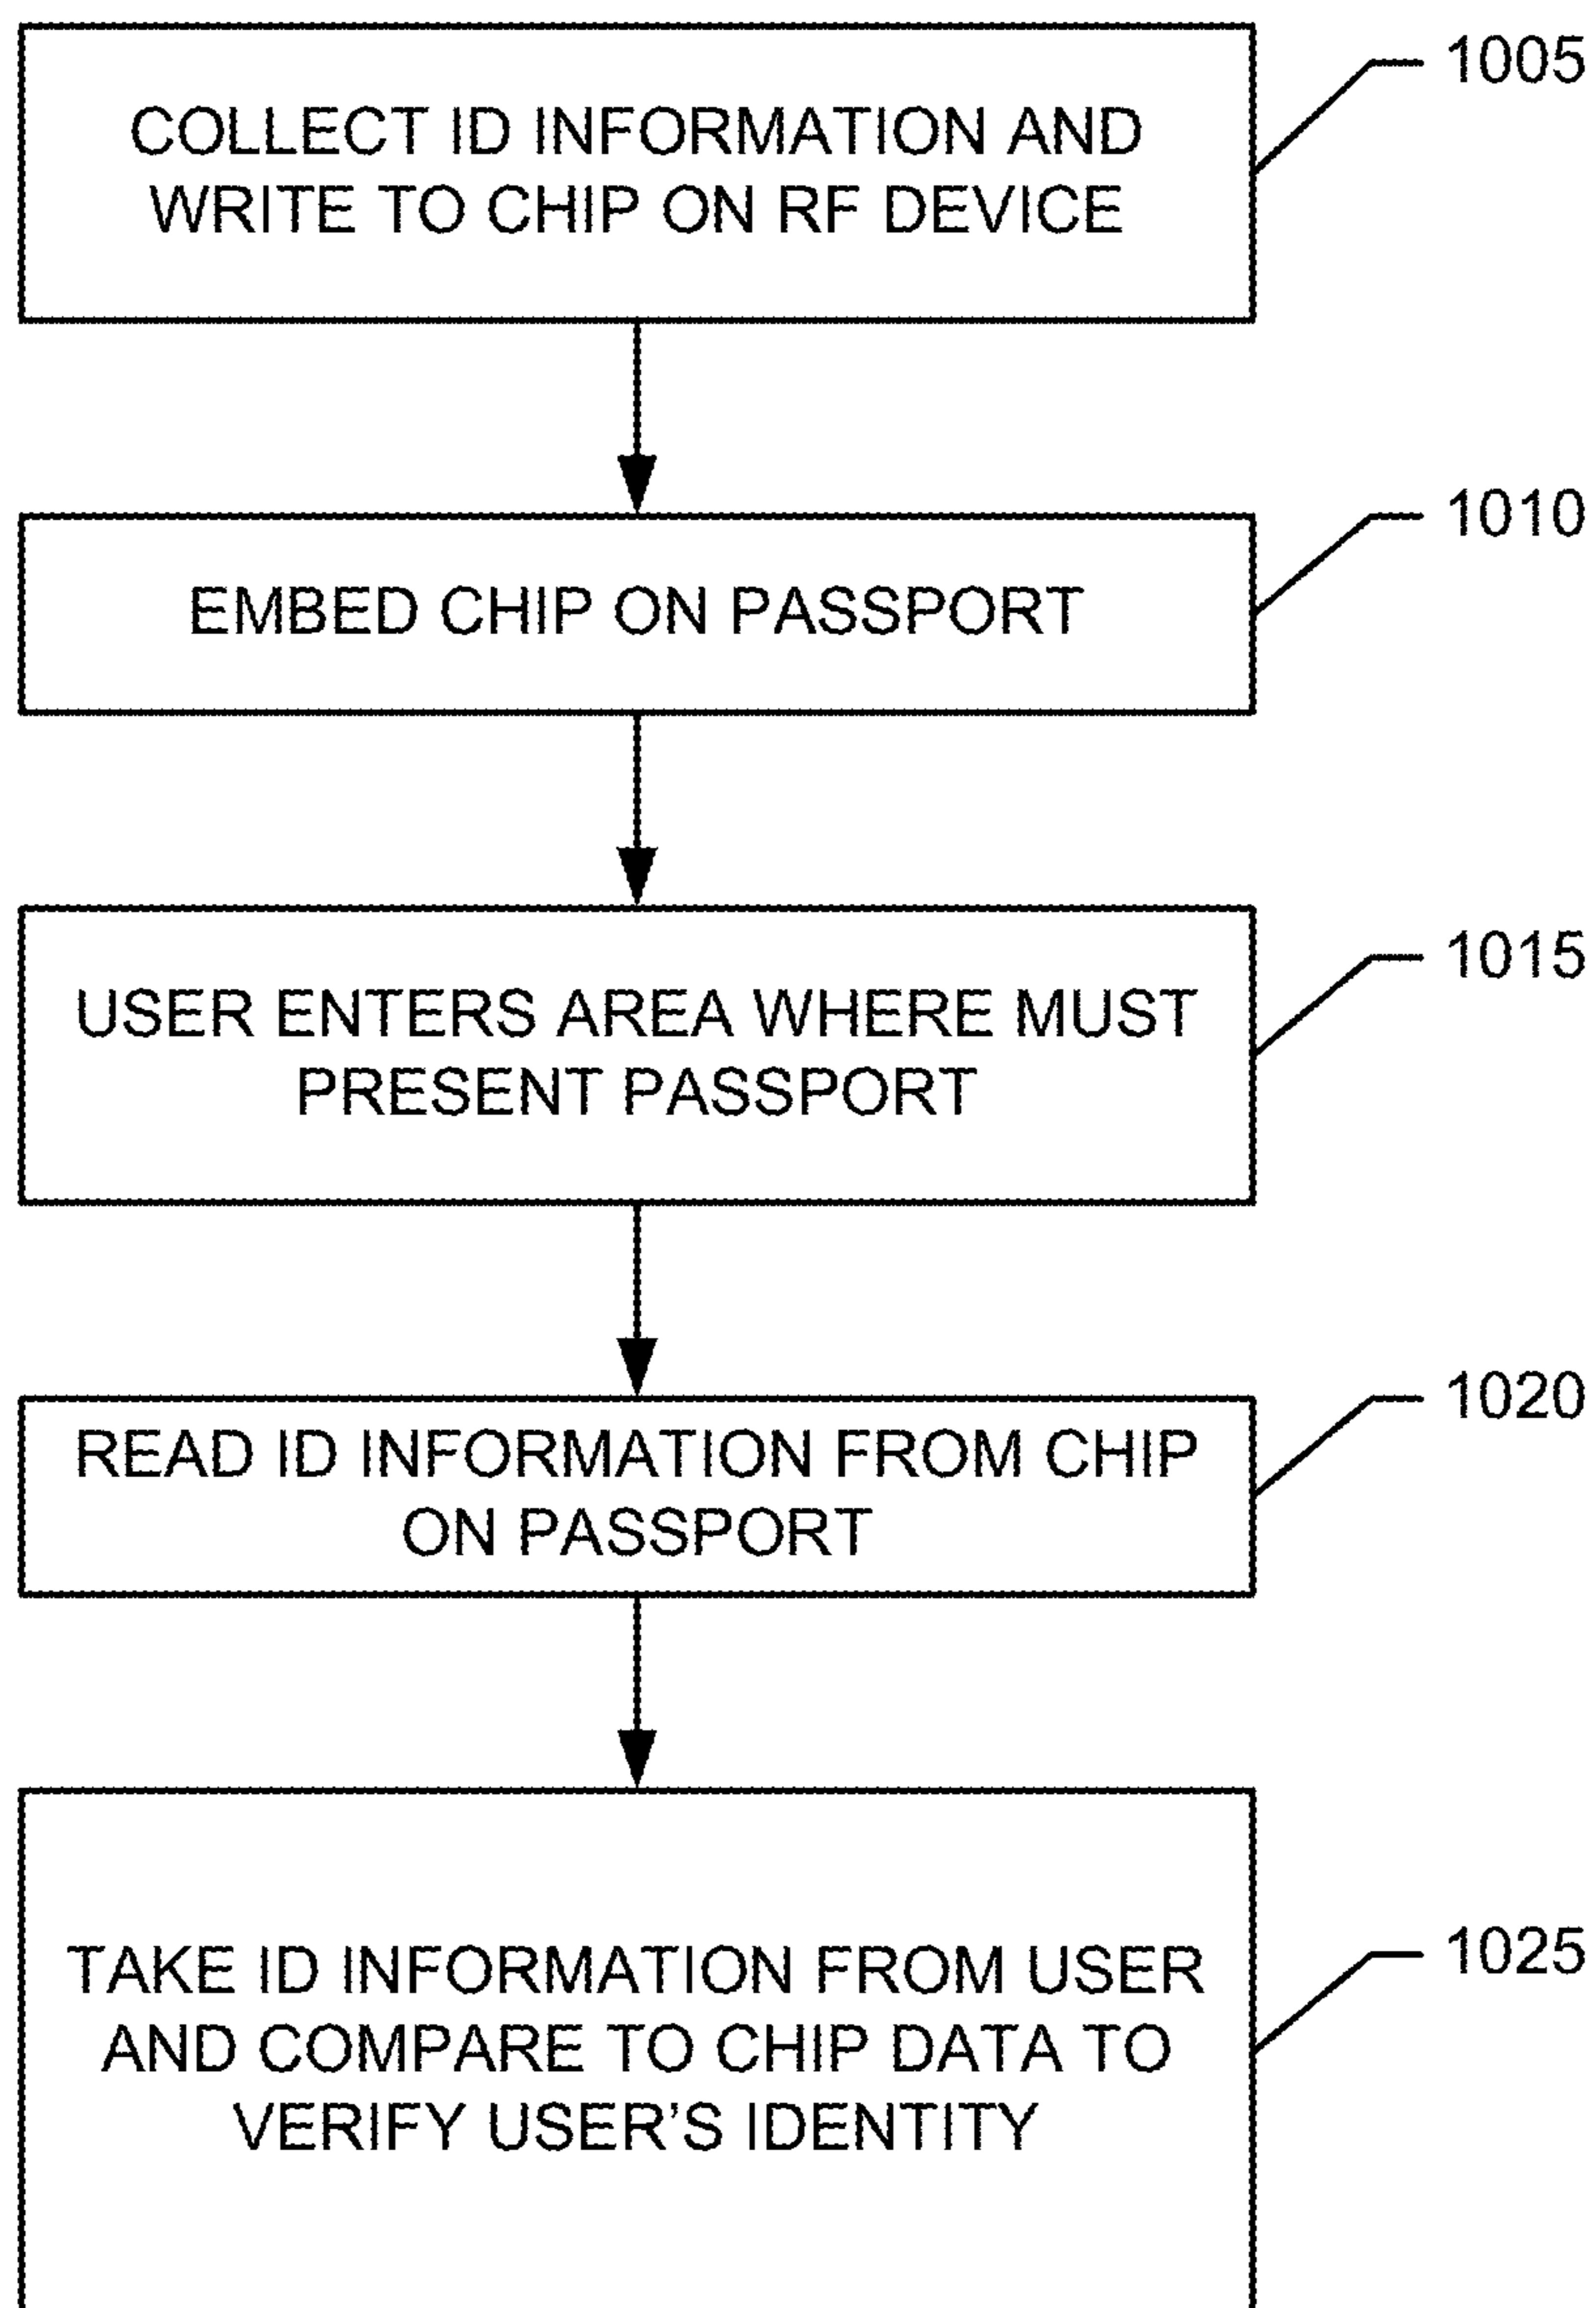 1005
COLLECT ID INFORMATION AND
WRITE TO CHIP ON RF DEVICE
1010
EMBED CHIP ON PASSPORT
1015
USER ENTERS AREA WHERE MUST
PRESENT PASSPORT
1020
READ ID INFORMATION FROM CHIP
ON PASSPORT
1025
TAKE ID INFORMATION FROM USER
AND COMPARE TO CHIP DATA TO
VERIFY USER’S IDENTITY